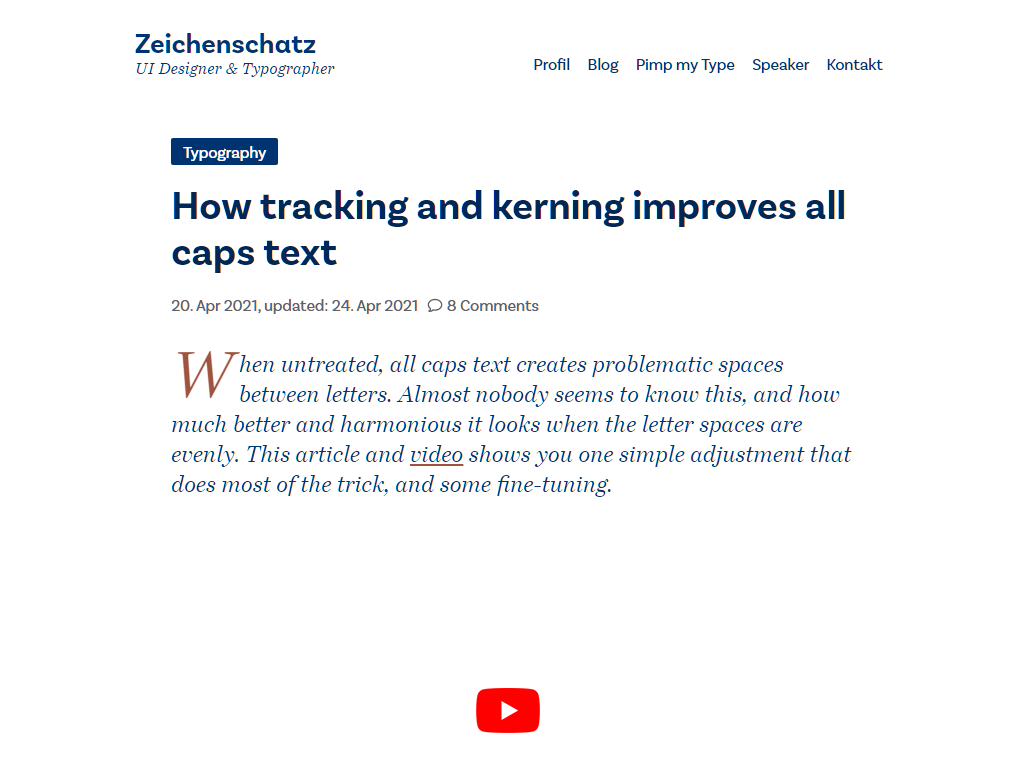 Zeichenschatz
UI Designer & Typographer
Profil Blog Pimp my Type Speaker Kontakt
Typography
How tracking and kerning improves all
caps text
20. Apr 2021, updated: 24. Apr 2021 8 Comments
When untreated, all caps text creates problematic spaces
between letters. Almost nobody seems to know this, and how
much better and harmonious it looks when the letter spaces are
evenly. This article and video shows you one simple adjustment that
does most of the trick, and some fine-tuning.